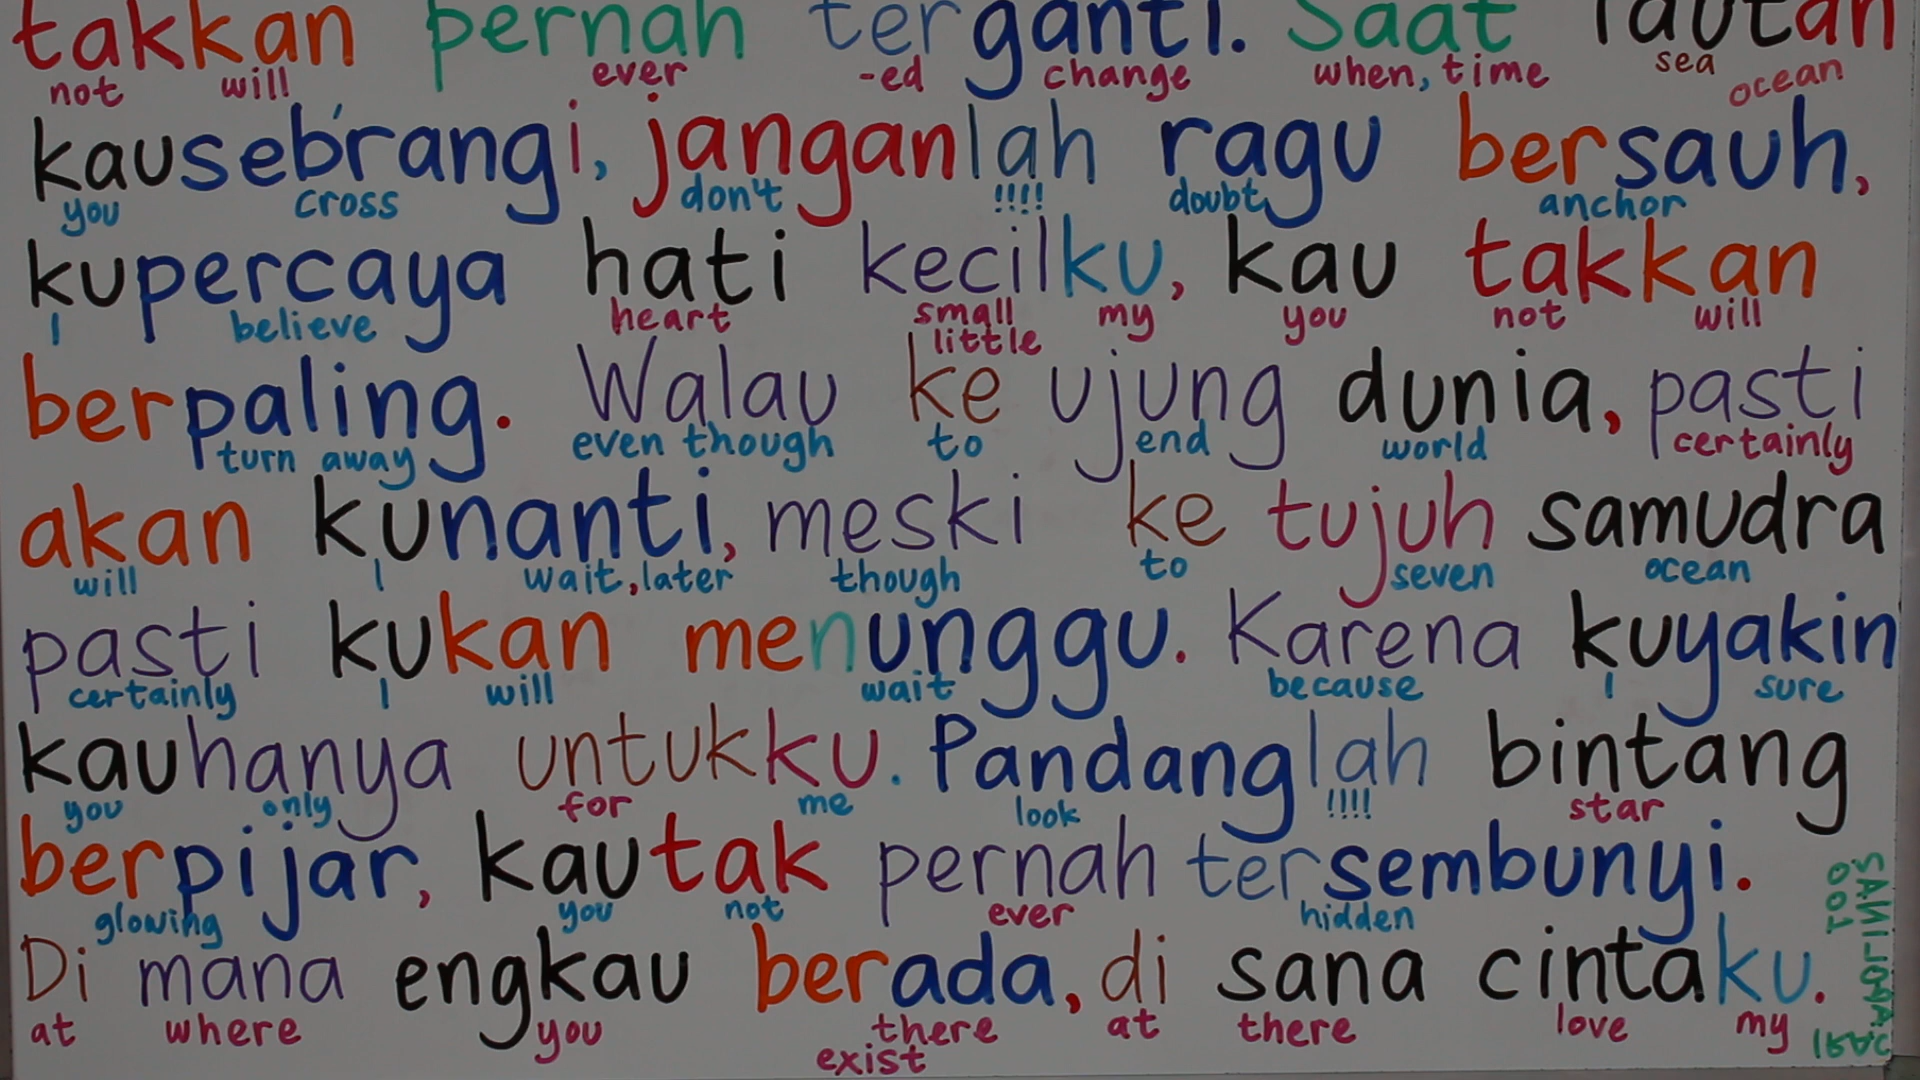 takkan pernah terganti. Saat lautan
not will ever -ed change when, time sea ocean
kausebrangi, janganlah ragu bersauh,
you cross don't !!!! doubt anchor
kupercaya hati kecilku, kau takkan
I believe heart small little my you not will
berpaling. Walau ke ujung dunia, pasti
turn away even though to end world certainly
akan kunanti, meski ke tujuh samudra
will I wait, later though to seven ocean
pasti kukan menunggu. Karena kuyakin
certainly I will wait because I sure
kauhanya untukku. Pandanglah bintang
you only for me look !!!! star
berpijar, kautak pernah tersembunyi.
glowing you not ever hidden
Di mana engkau berada, di sana cintaku.
at where you there exist at there love my